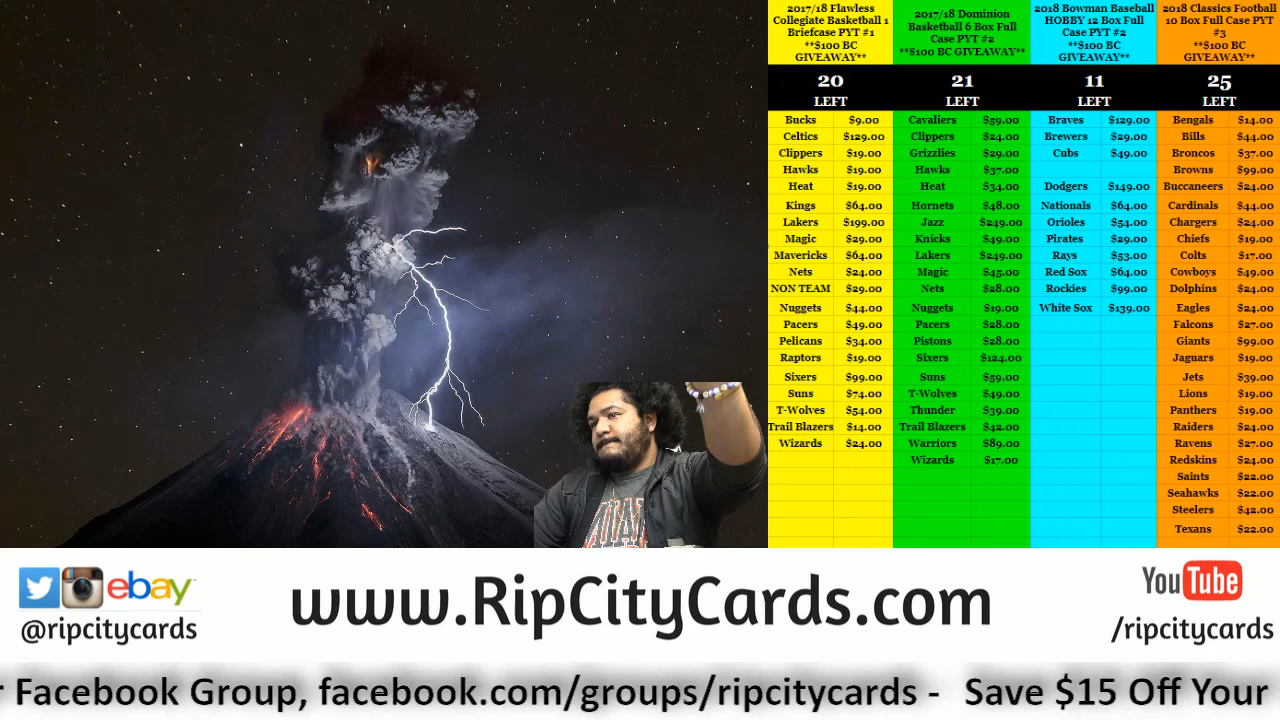 2017/18 Flawless
Collegiate Basketball 1
Briefcase PYT #1
**$100 BC
GIVEAWAY**
20
LEFT
Bucks $9.00
Celtics $129.00
Clippers $19.00
Hawks $19.00
Heat $19.00
Kings $64.00
Lakers $199.00
Magic $29.00
Mavericks $64.00
Nets $24.00
NON TEAM $29.00
Nuggets $44.00
Pacers $49.00
Pelicans $34.00
Raptors $19.00
Sixers $99.00
Suns $74.00
T-Wolves $54.00
Trail Blazers $14.00
Wizards $24.00
2017/18 Dominion
Basketball 6 Box Full
Case PYT #2
**$100 BC GIVEAWAY**
21
LEFT
Cavaliers $59.00
Clippers $24.00
Grizzlies $29.00
Hawks $37.00
Heat $34.00
Hornets $48.00
Jazz $249.00
Knicks $49.00
Lakers $249.00
Magic $45.00
Nets $28.00
Nuggets $19.00
Pacers $28.00
Pistons $28.00
Sixers $124.00
Suns $59.00
T-Wolves $49.00
Thunder $39.00
Trail Blazers $42.00
Warriors $89.00
Wizards $17.00
2018 Bowman Baseball
HOBBY 12 Box Full
Case PYT #2
**$100 BC
GIVEAWAY**
11
LEFT
Braves $129.00
Brewers $29.00
Cubs $49.00
Dodgers $149.00
Nationals $64.00
Orioles $54.00
Pirates $29.00
Rays $53.00
Red Sox $64.00
Rockies $99.00
White Sox $139.00
2018 Classics Football
10 Box Full Case PYT
#3
**$100 BC
GIVEAWAY**
25
LEFT
Bengals $14.00
Bills $44.00
Broncos $37.00
Browns $99.00
Buccaneers $24.00
Cardinals $44.00
Chargers $24.00
Chiefs $19.00
Colts $17.00
Cowboys $49.00
Dolphins $24.00
Eagles $24.00
Falcons $27.00
Giants $99.00
Jaguars $19.00
Jets $39.00
Lions $19.00
Panthers $19.00
Raiders $24.00
Ravens $27.00
Redskins $24.00
Saints $22.00
Seahawks $22.00
Steelers $42.00
Texans $22.00
ebay
@ripcitycards
www.RipCityCards.com
YouTube
/ripcitycards
r Facebook Group, facebook.com/groups/ripcitycards - Save $15 Off Your